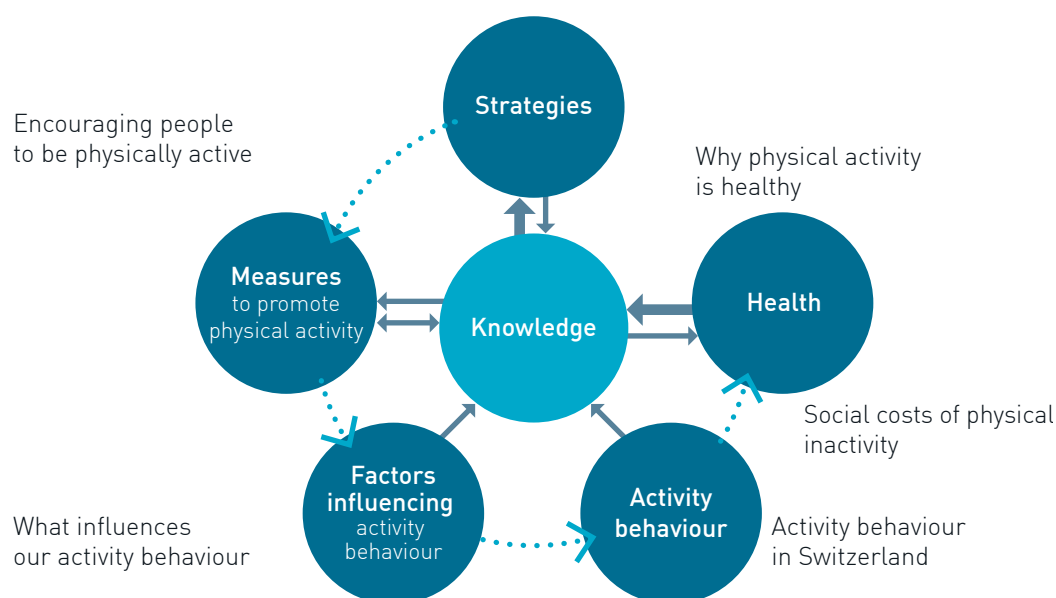 Strategies
Encouraging people
to be physically active
Why physical activity
is healthy
Measures
to promote
physical activity
Knowledge
Health
Social costs of physical
inactivity
Factors
influencing
activity
behaviour
Activity
behaviour
What influences
our activity behaviour
Activity behaviour
in Switzerland